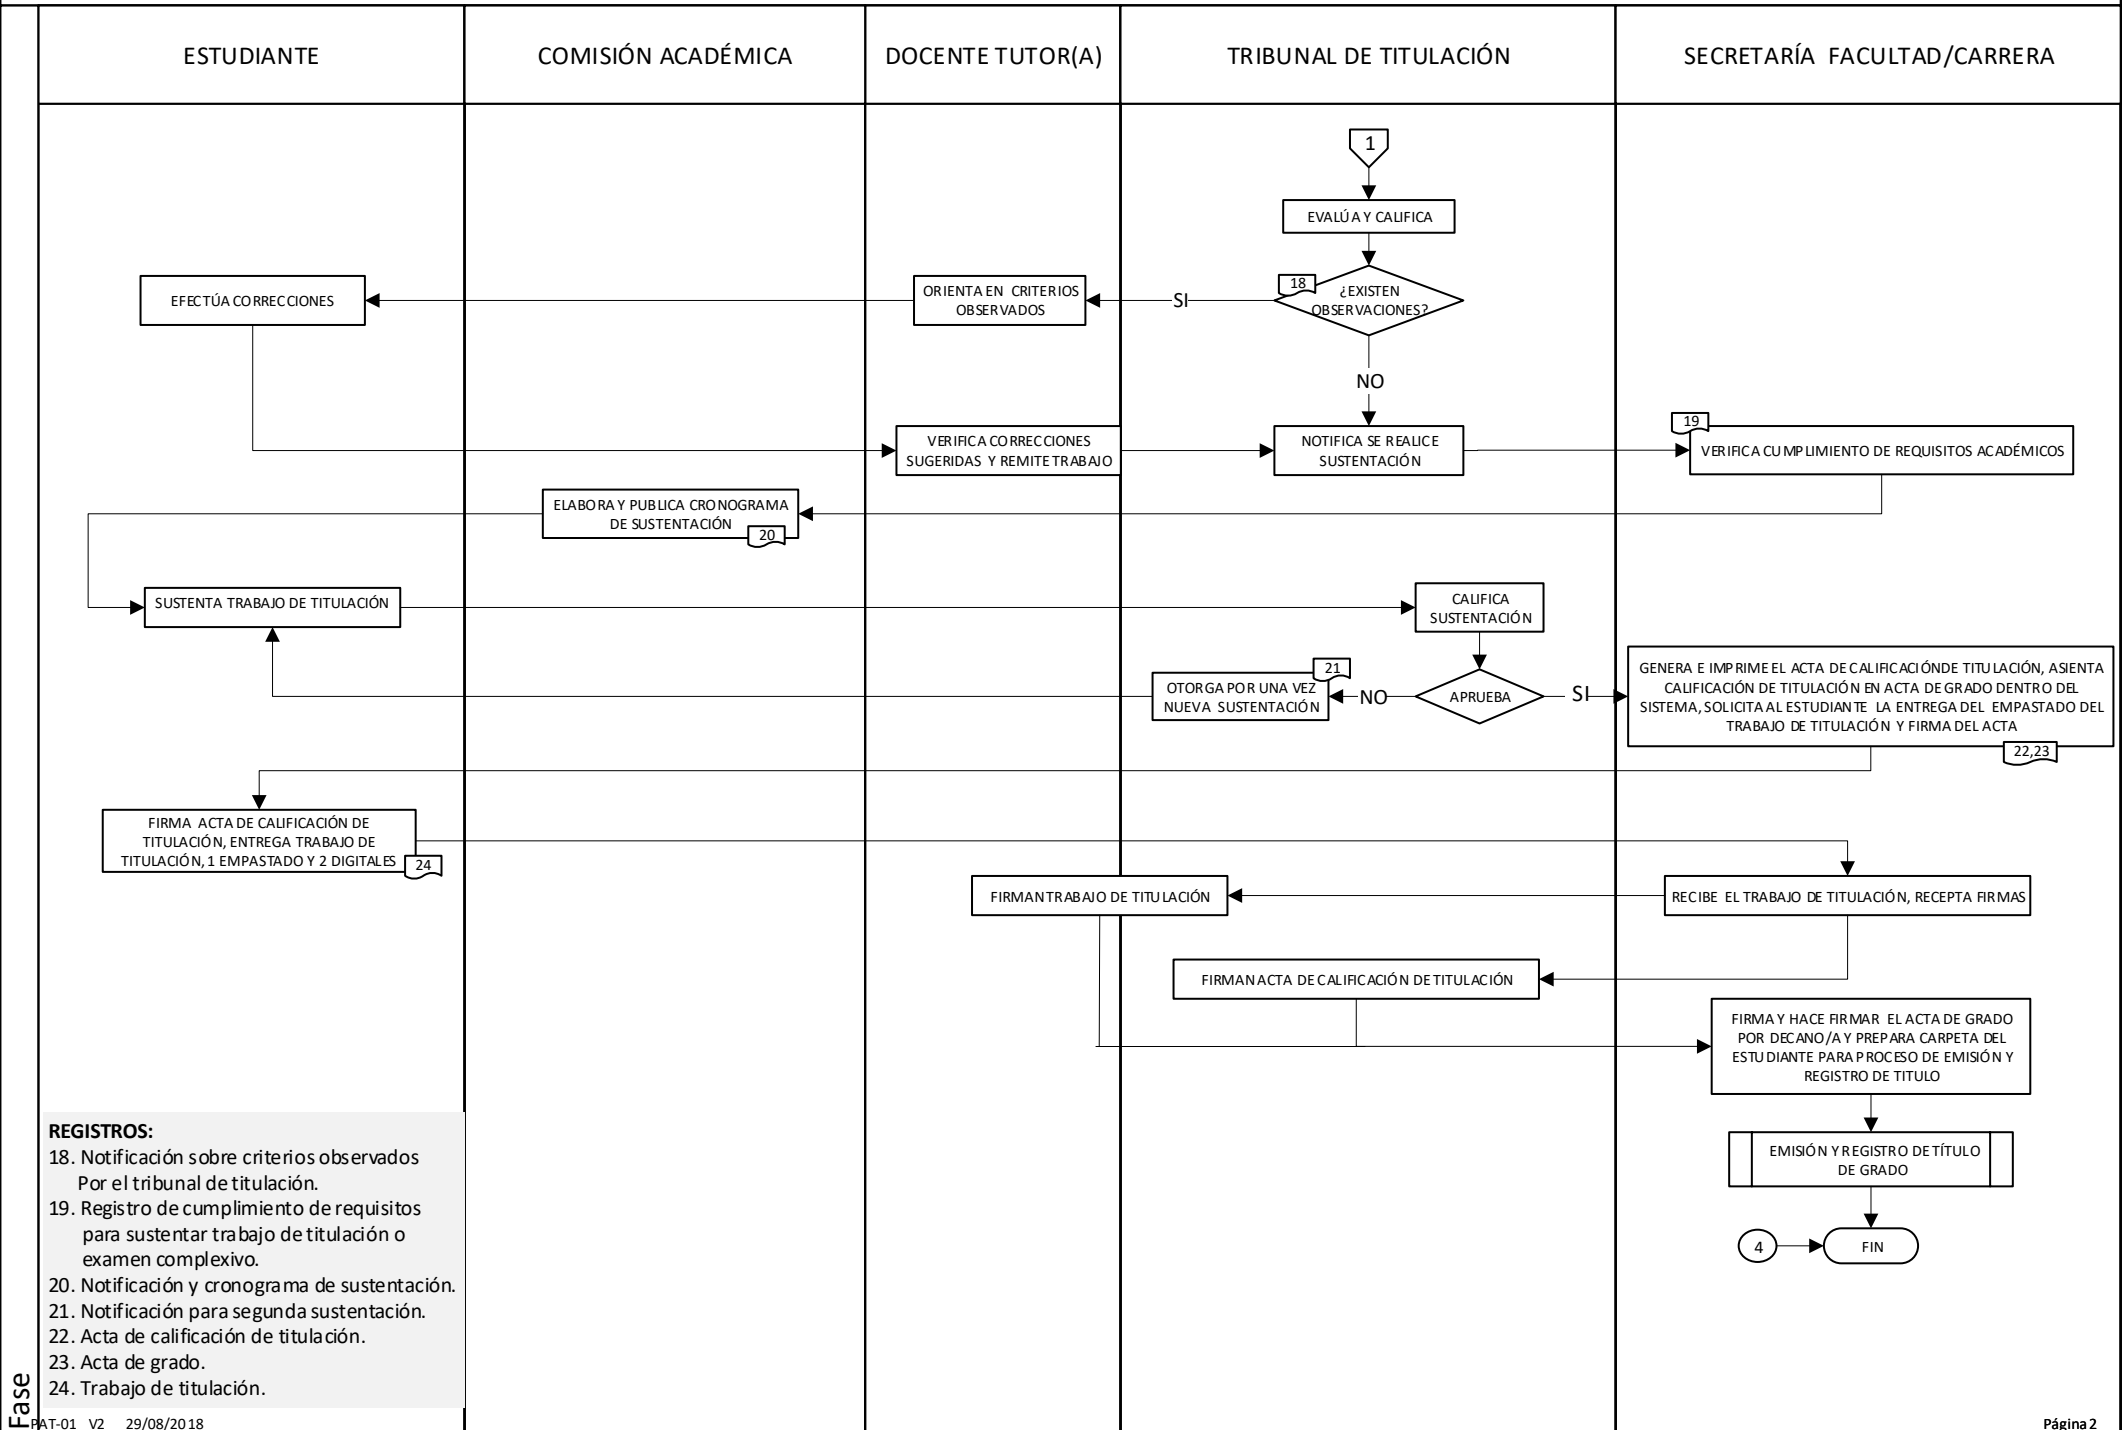 ESTUDIANTE
COMISIÓN ACADÉMICA
DOCENTE TUTOR(A)
TRIBUNAL DE TITULACIÓN
SECRETARÍA FACULTAD/CARRERA
1
EVALÚA Y CALIFICA
18
¿EXISTEN
OBSERVACIONES?
SI
ORIENTA EN CRITERIOS
OBSERVADOS
EFECTÚA CORRECCIONES
NO
VERIFICA CORRECCIONES
SUGERIDAS Y REMITE TRABAJO
NOTIFICA SE REALICE
SUSTENTACIÓN
19
VERIFICA CUMPLIMIENTO DE REQUISITOS ACADÉMICOS
ELABORA Y PUBLICA CRONOGRAMA
DE SUSTENTACIÓN
20
SUSTENTA TRABAJO DE TITULACIÓN
CALIFICA
SUSTENTACIÓN
21
OTORGA POR UNA VEZ
NUEVA SUSTENTACIÓN
NO
APRUEBA
SI
GENERA E IMPRIME EL ACTA DE CALIFICACIÓNDE TITULACIÓN, ASIENTA
CALIFICACIÓN DE TITULACIÓN EN ACTA DE GRADO DENTRO DEL
SISTEMA, SOLICITA AL ESTUDIANTE LA ENTREGA DEL EMPASTADO DEL
TRABAJO DE TITULACIÓN Y FIRMA DEL ACTA
22,23
FIRMA ACTA DE CALIFICACIÓN DE
TITULACIÓN, ENTREGA TRABAJO DE
TITULACIÓN, 1 EMPASTADO Y 2 DIGITALES
24
FIRMAN TRABAJO DE TITULACIÓN
RECIBE EL TRABAJO DE TITULACIÓN, RECEPTA FIRMAS
FIRMAN ACTA DE CALIFICACIÓN DE TITULACIÓN
FIRMA Y HACE FIRMAR EL ACTA DE GRADO
POR DECANO/A Y PREPARA CARPETA DEL
ESTUDIANTE PARA PROCESO DE EMISIÓN Y
REGISTRO DE TITULO
EMISIÓN Y REGISTRO DE TÍTULO
DE GRADO
4
FIN
REGISTROS:
18. Notificación sobre criterios observados
Por el tribunal de titulación.
19. Registro de cumplimiento de requisitos
para sustentar trabajo de titulación o
examen complexivo.
20. Notificación y cronograma de sustentación.
21. Notificación para segunda sustentación.
22. Acta de calificación de titulación.
23. Acta de grado.
24. Trabajo de titulación.
Fase
PAT-01 V2 29/08/2018
Página 2